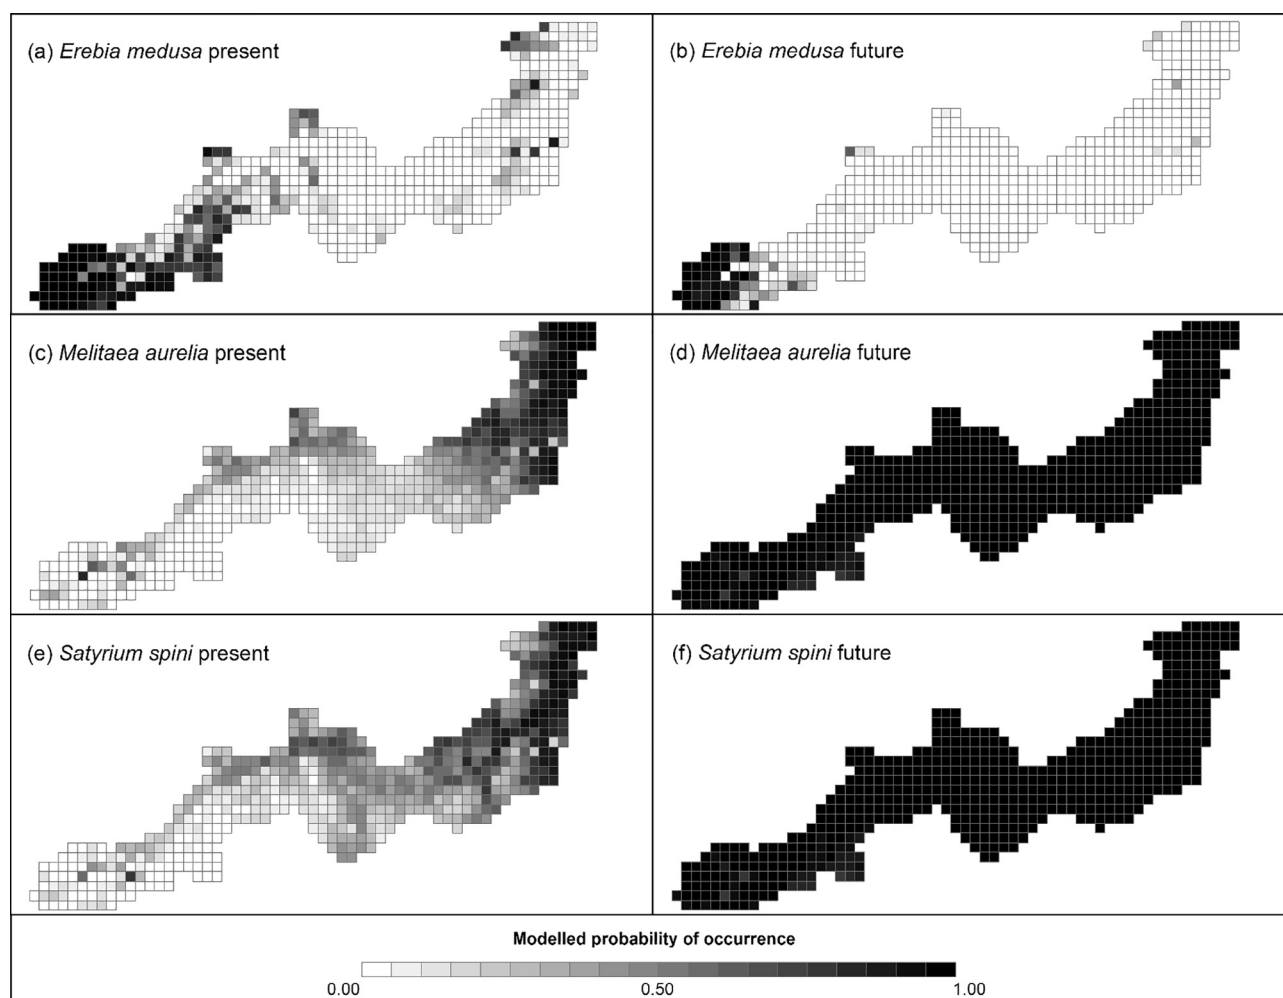 (a) Erebia medusa present
(b) Erebia medusa future
(c) Melitaea aurelia present
(d) Melitaea aurelia future
(e) Satyrium spini present
(f) Satyrium spini future
Modelled probability of occurrence
0.00 0.50 1.00